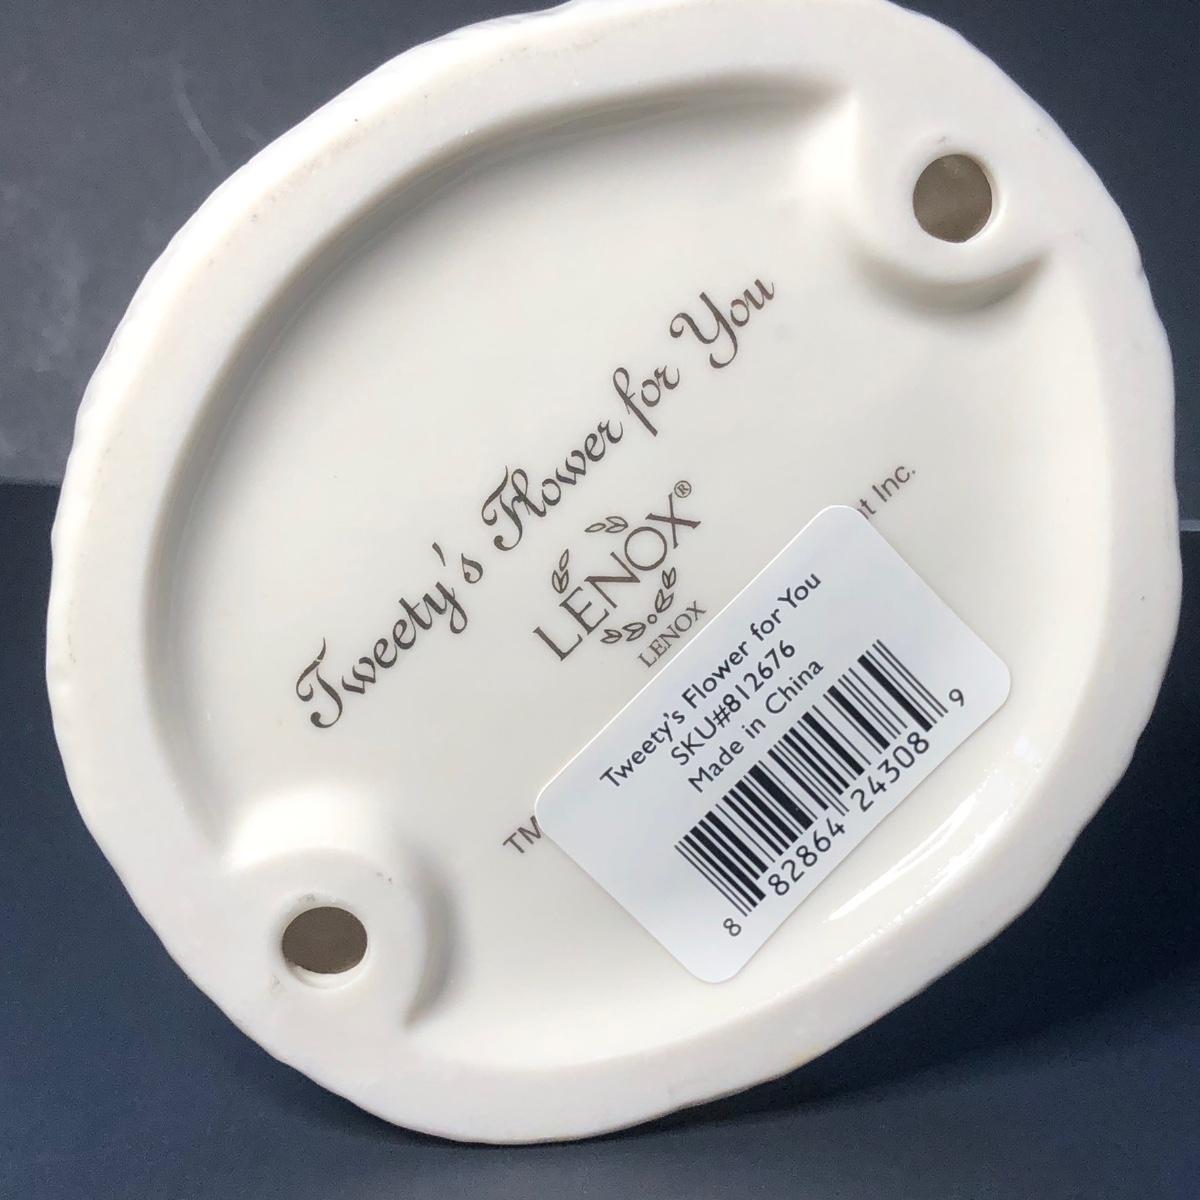 Tweety's Flower for You
LENOX®
LENOX
TM
t Inc.
Tweety's Flower for You
SKU#812676
Made in China
8 82864 24308 9